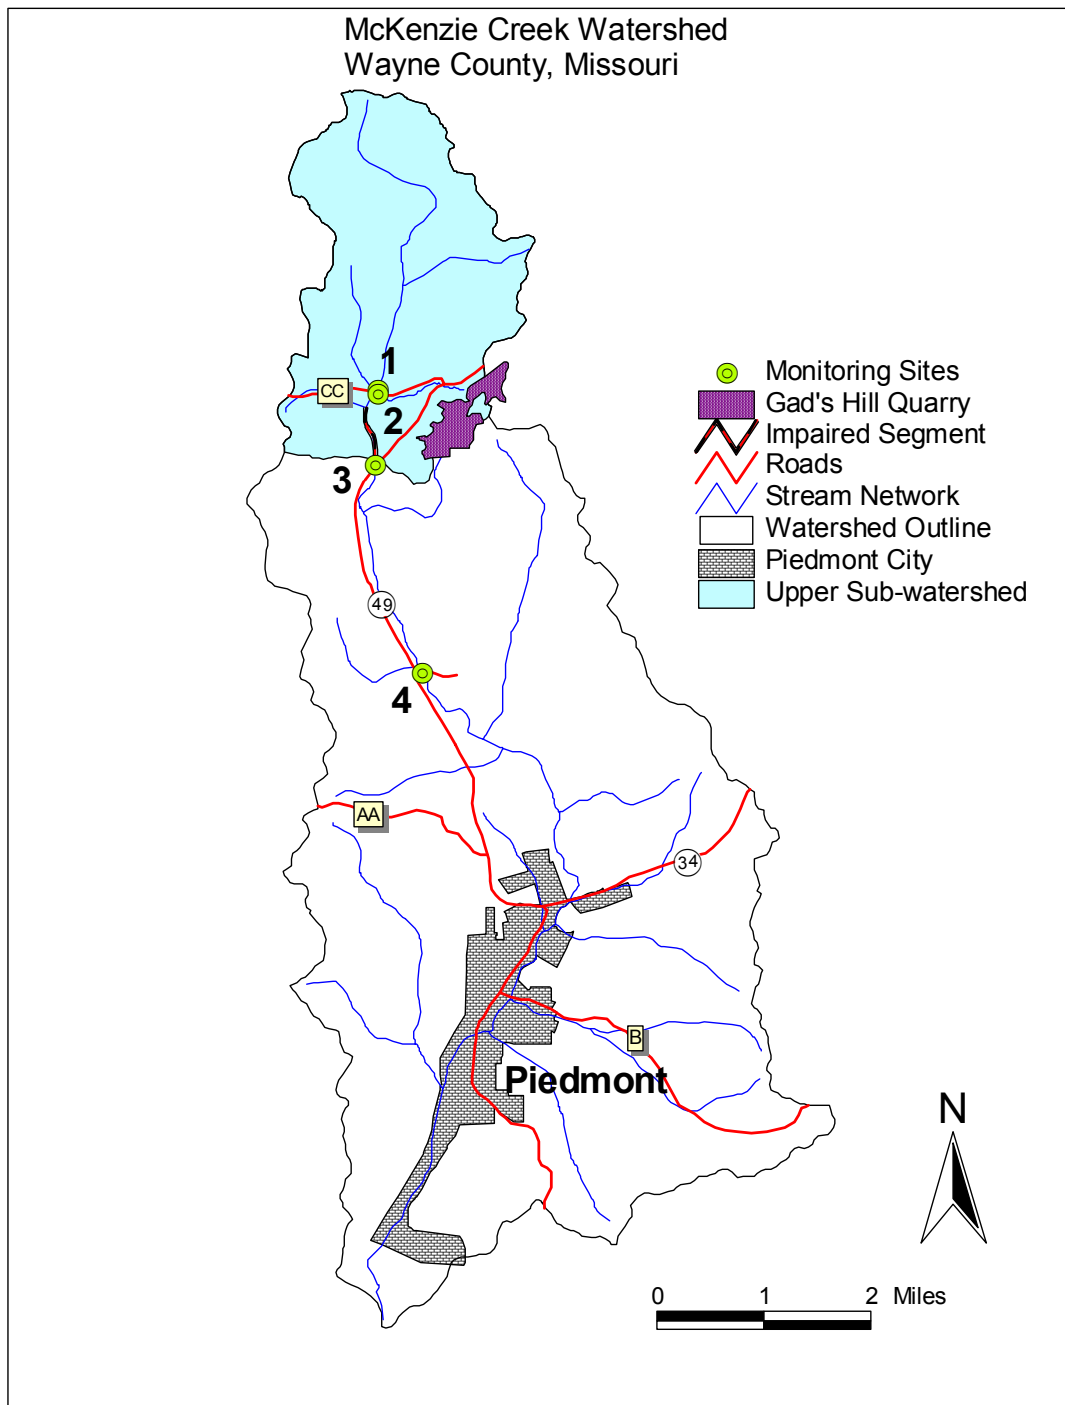 McKenzie Creek Watershed
Wayne County, Missouri
1
CC
2
3
Monitoring Sites
Gad's Hill Quarry
Impaired Segment
Roads
Stream Network
Watershed Outline
Piedmont City
Upper Sub-watershed
49
4
AA
34
B
Piedmont
N
0 1 2 Miles